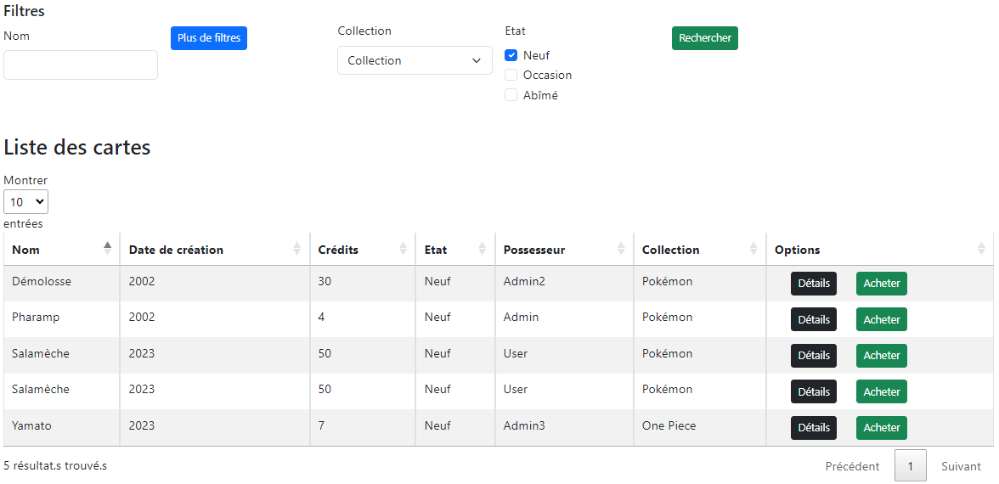 Filtres
Nom
Plus de filtres
Collection
Collection
Etat
Neuf
Occasion
Abîmé
Rechercher
Liste des cartes
Montrer
10
entrées
Nom Date de création Crédits Etat Possesseur Collection Options
Démolosse 2002 30 Neuf Admin2 Pokémon Détails Acheter
Pharamp 2002 4 Neuf Admin Pokémon Détails Acheter
Salamèche 2023 50 Neuf User Pokémon Détails Acheter
Salamèche 2023 50 Neuf User Pokémon Détails Acheter
Yamato 2023 7 Neuf Admin3 One Piece Détails Acheter
5 résultat.s trouvé.s Précédent 1 Suivant